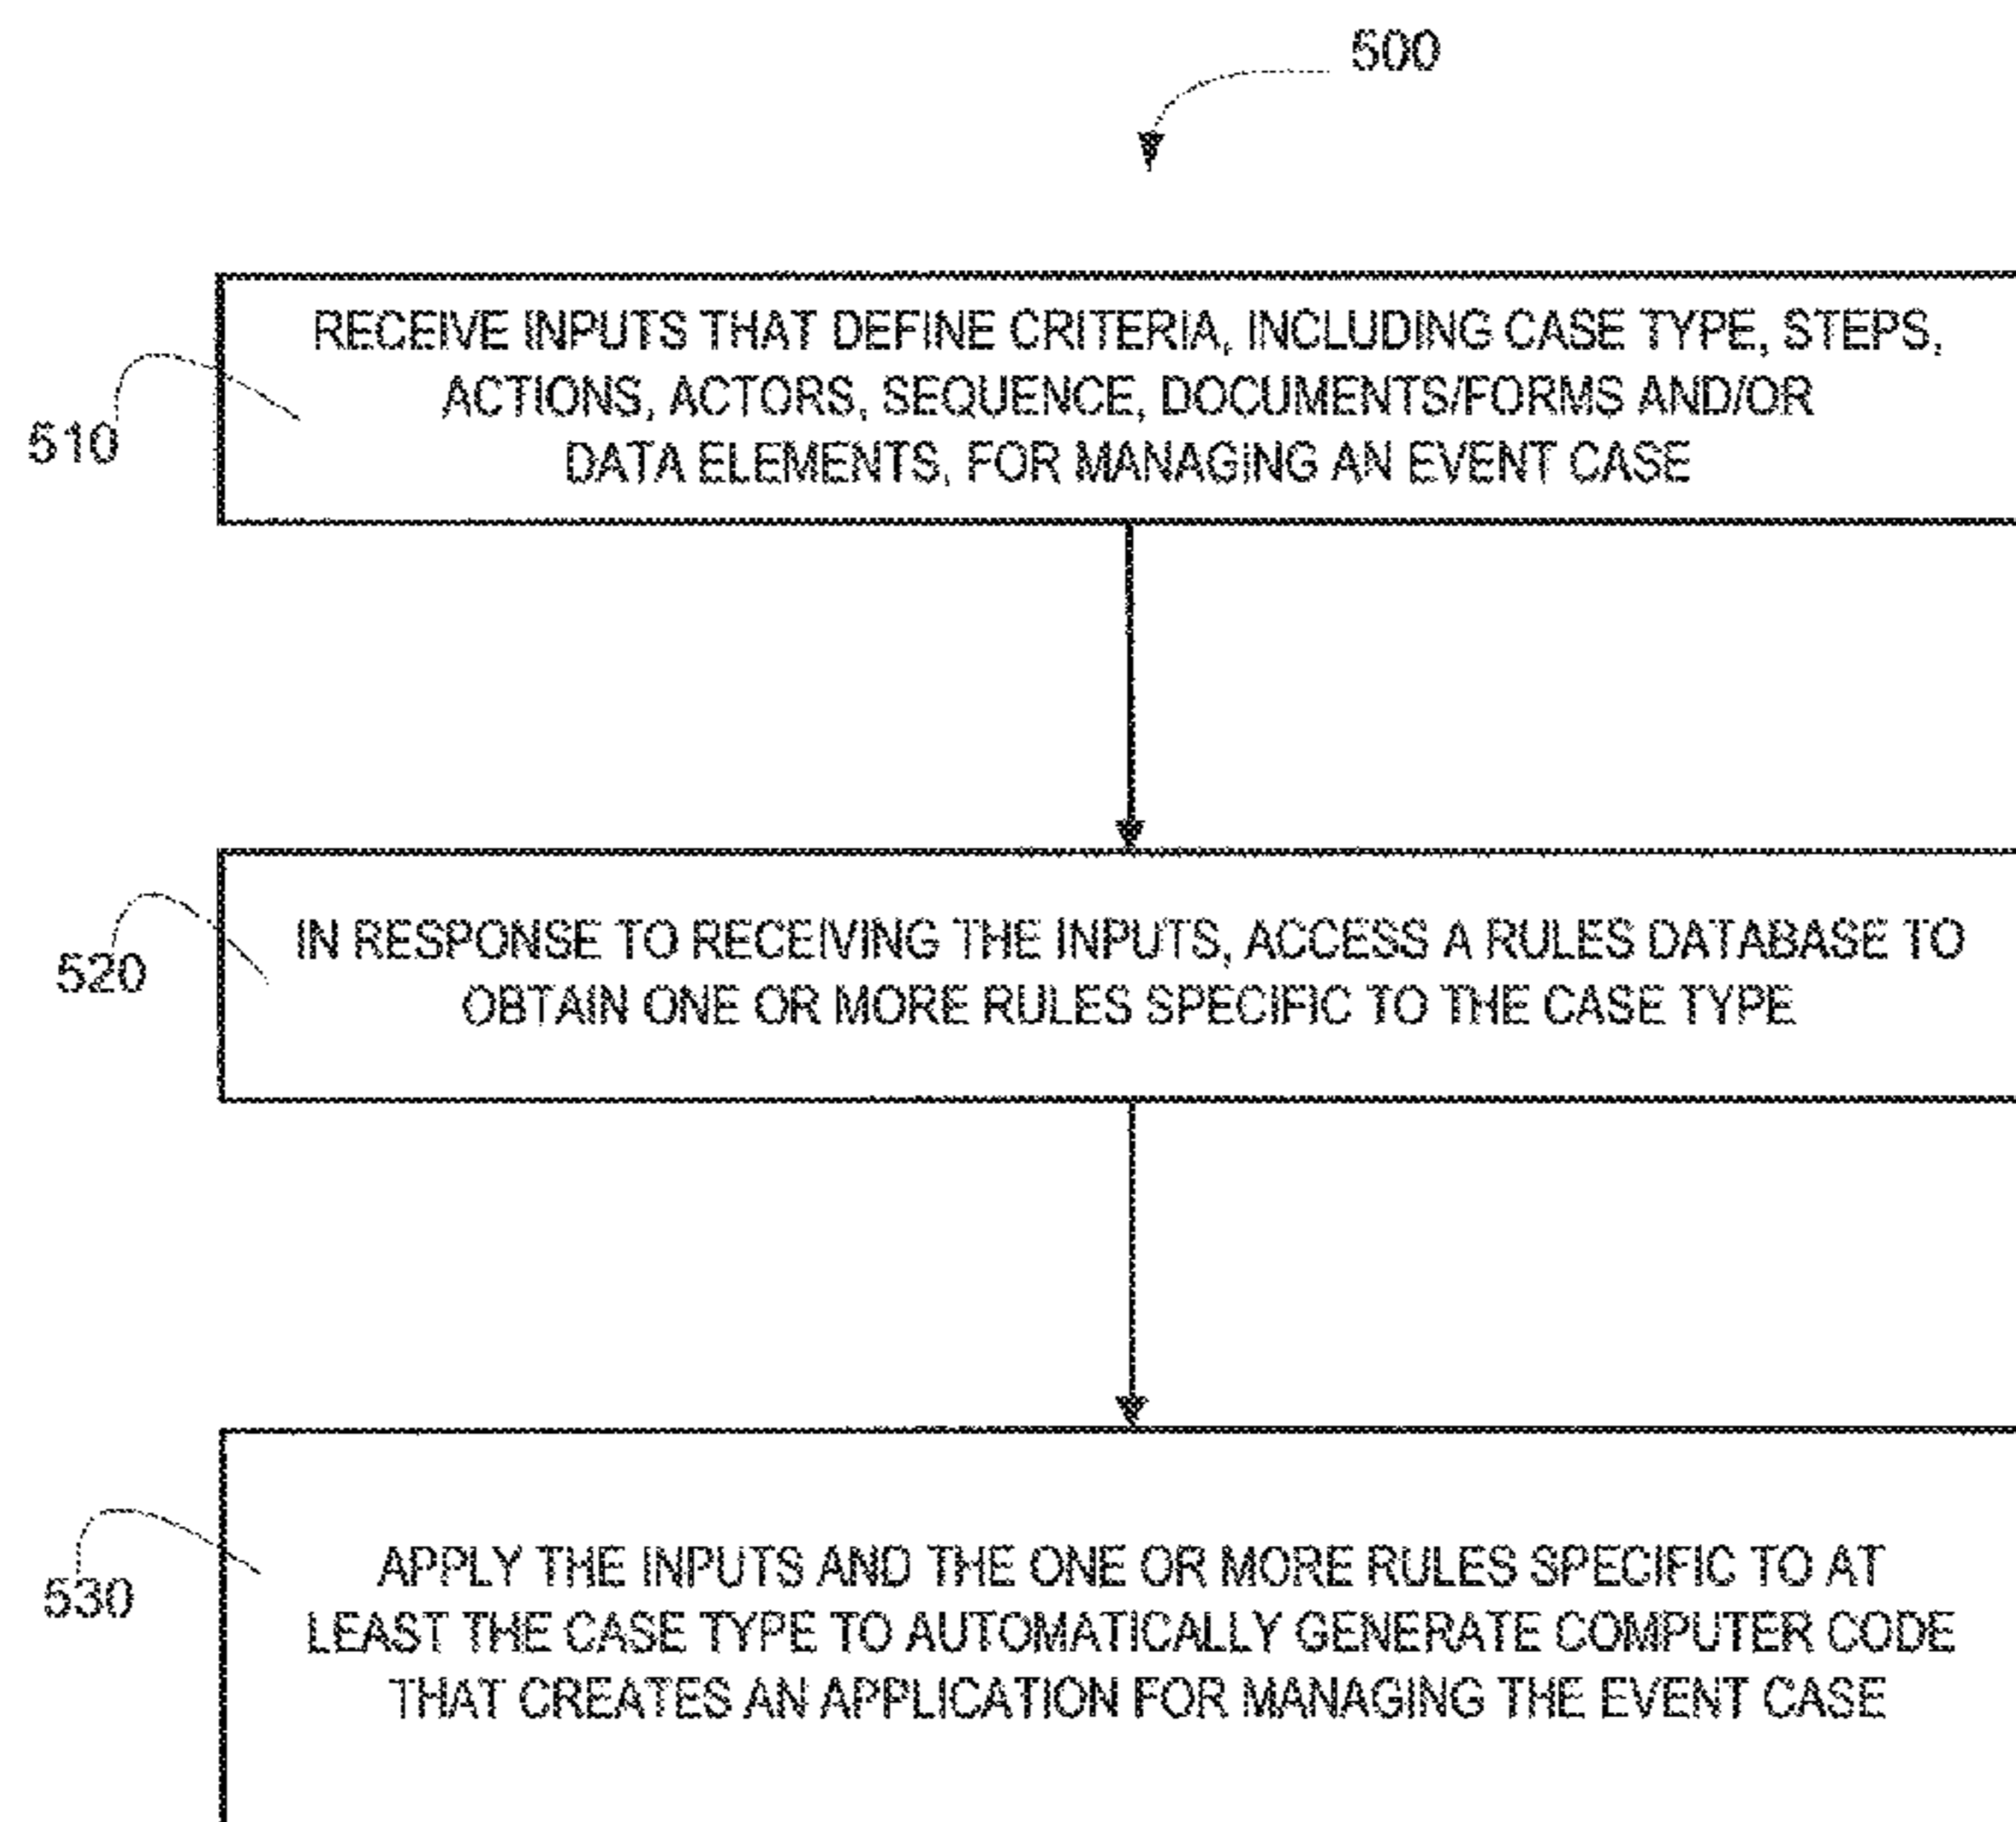 500
RECEIVE INPUTS THAT DEFINE CRITERIA, INCLUDING CASE TYPE, STEPS,
ACTIONS, ACTORS, SEQUENCE, DOCUMENTS/FORMS AND/OR
DATA ELEMENTS, FOR MANAGING AN EVENT CASE
510
IN RESPONSE TO RECEIVING THE INPUTS, ACCESS A RULES DATABASE TO
OBTAIN ONE OR MORE RULES SPECIFIC TO THE CASE TYPE
520
APPLY THE INPUTS AND THE ONE OR MORE RULES SPECIFIC TO AT
LEAST THE CASE TYPE TO AUTOMATICALLY GENERATE COMPUTER CODE
THAT CREATES AN APPLICATION FOR MANAGING THE EVENT CASE
530